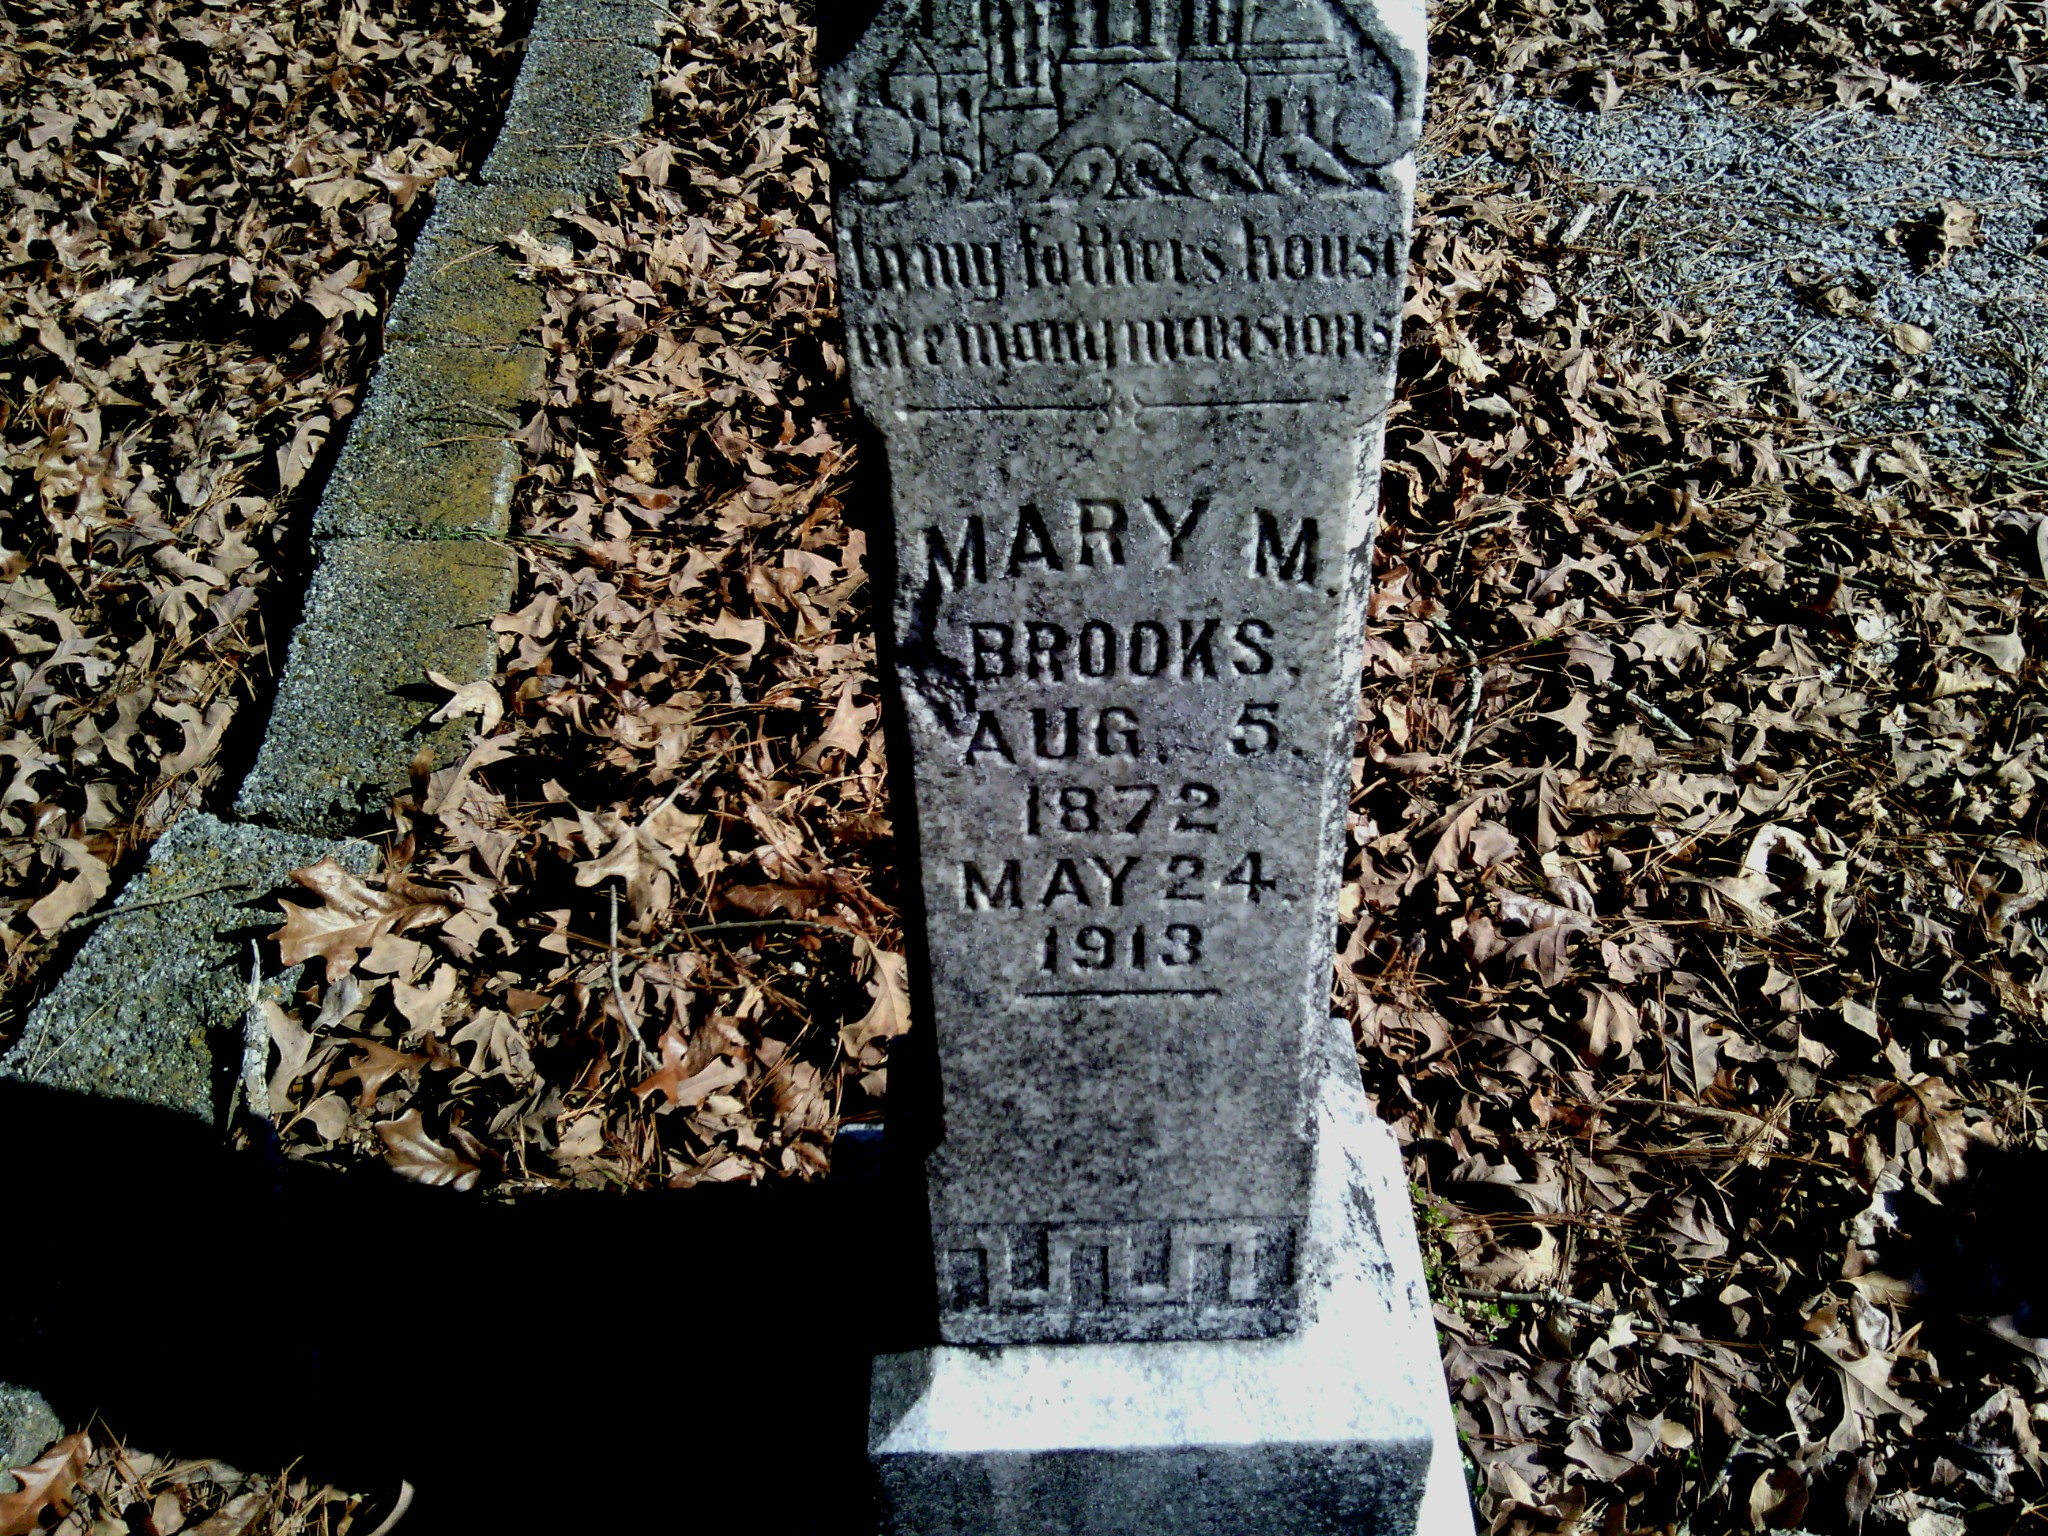 In my fathers house
are many mansions
MARY M.
BROOKS.
AUG. 5.
1872
MAY 24.
1913